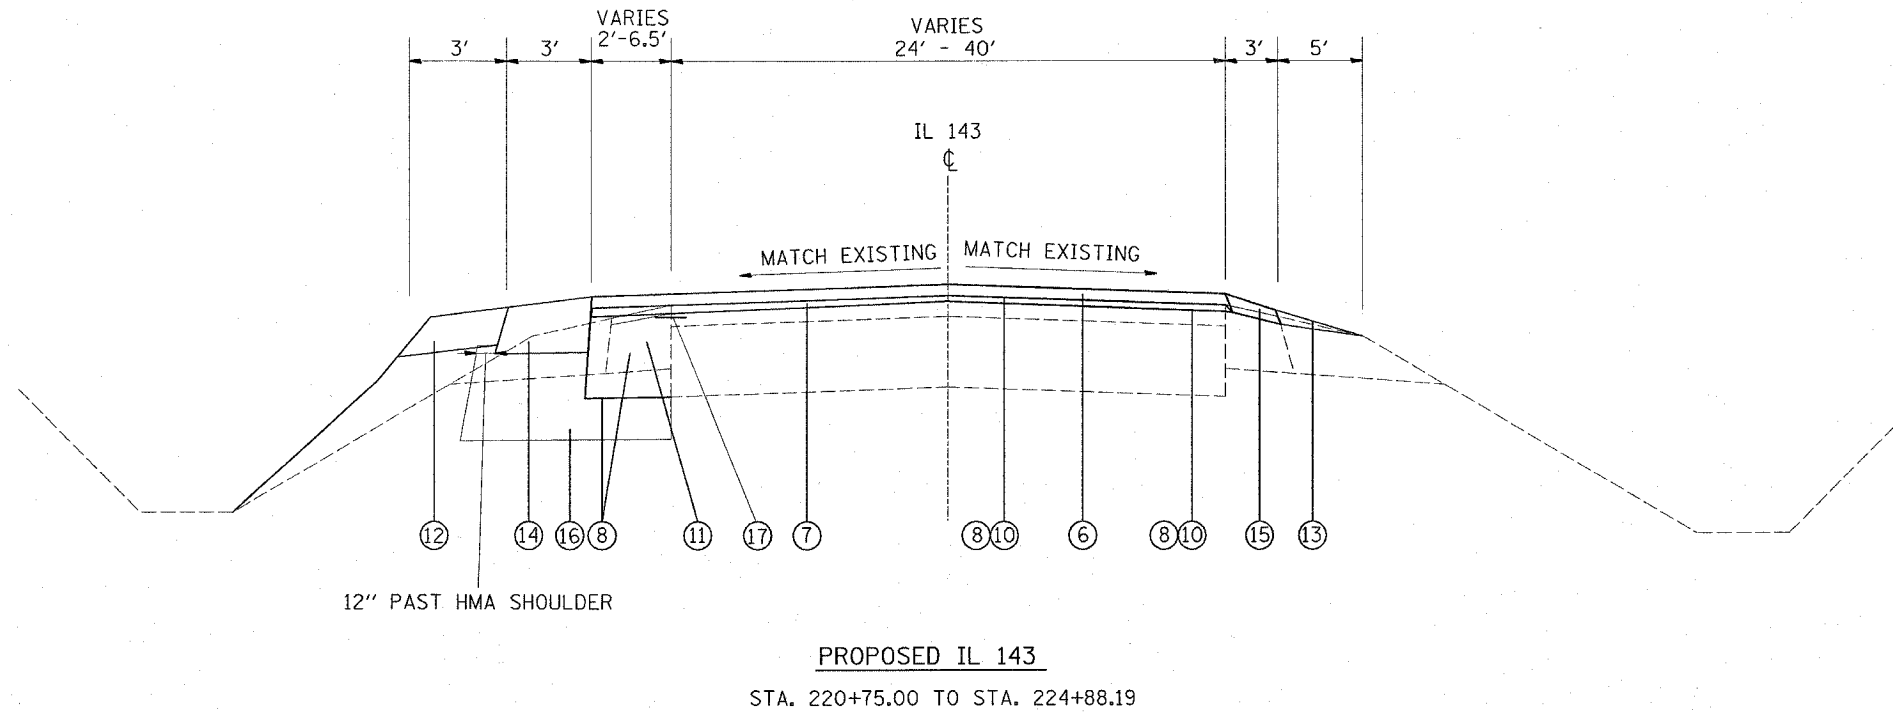 VARIES
2'-6.5'
VARIES
24' - 40'
3'
3'
3'
5'
IL 143
℄
MATCH EXISTING
MATCH EXISTING
12
14
16
8
11
17
7
8 10
6
8 10
15
13
12" PAST HMA SHOULDER
PROPOSED IL 143
STA. 220+75.00 TO STA. 224+88.19